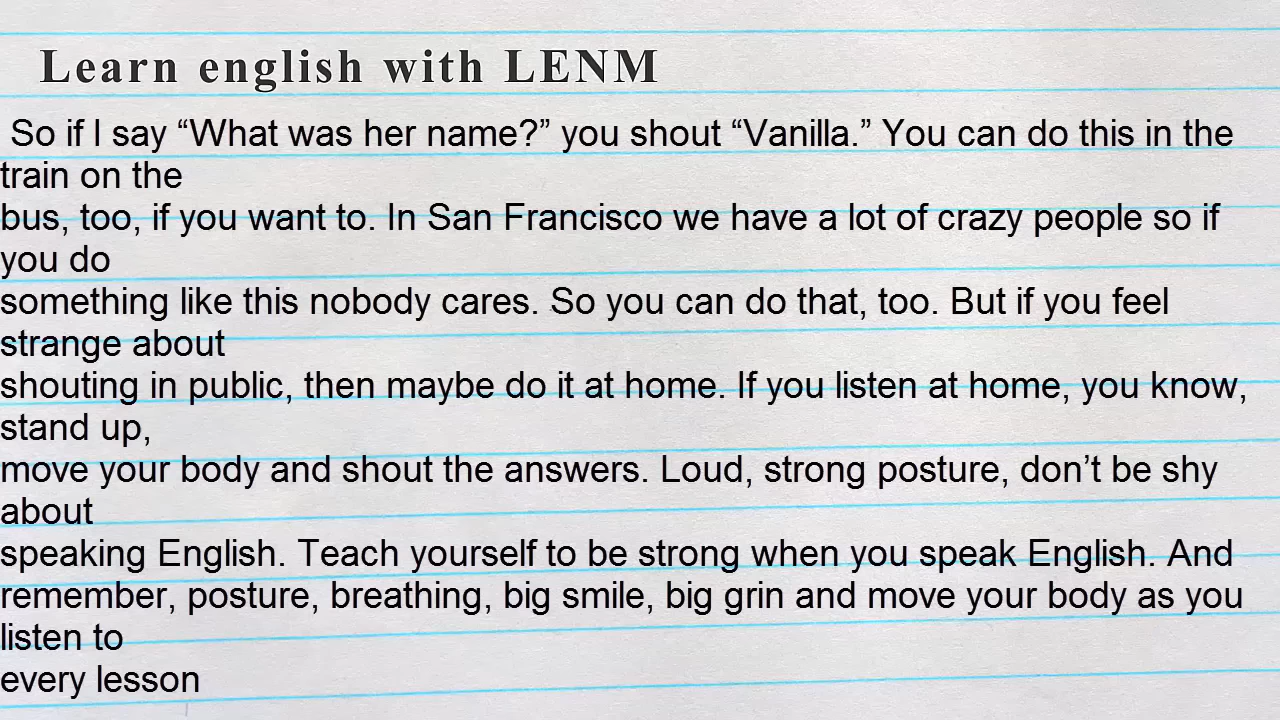 Learn english with LENM
So if I say “What was her name?” you shout “Vanilla.” You can do this in the
train on the
bus, too, if you want to. In San Francisco we have a lot of crazy people so if
you do
something like this nobody cares. So you can do that, too. But if you feel
strange about
shouting in public, then maybe do it at home. If you listen at home, you know,
stand up,
move your body and shout the answers. Loud, strong posture, don’t be shy
about
speaking English. Teach yourself to be strong when you speak English. And
remember, posture, breathing, big smile, big grin and move your body as you
listen to
every lesson